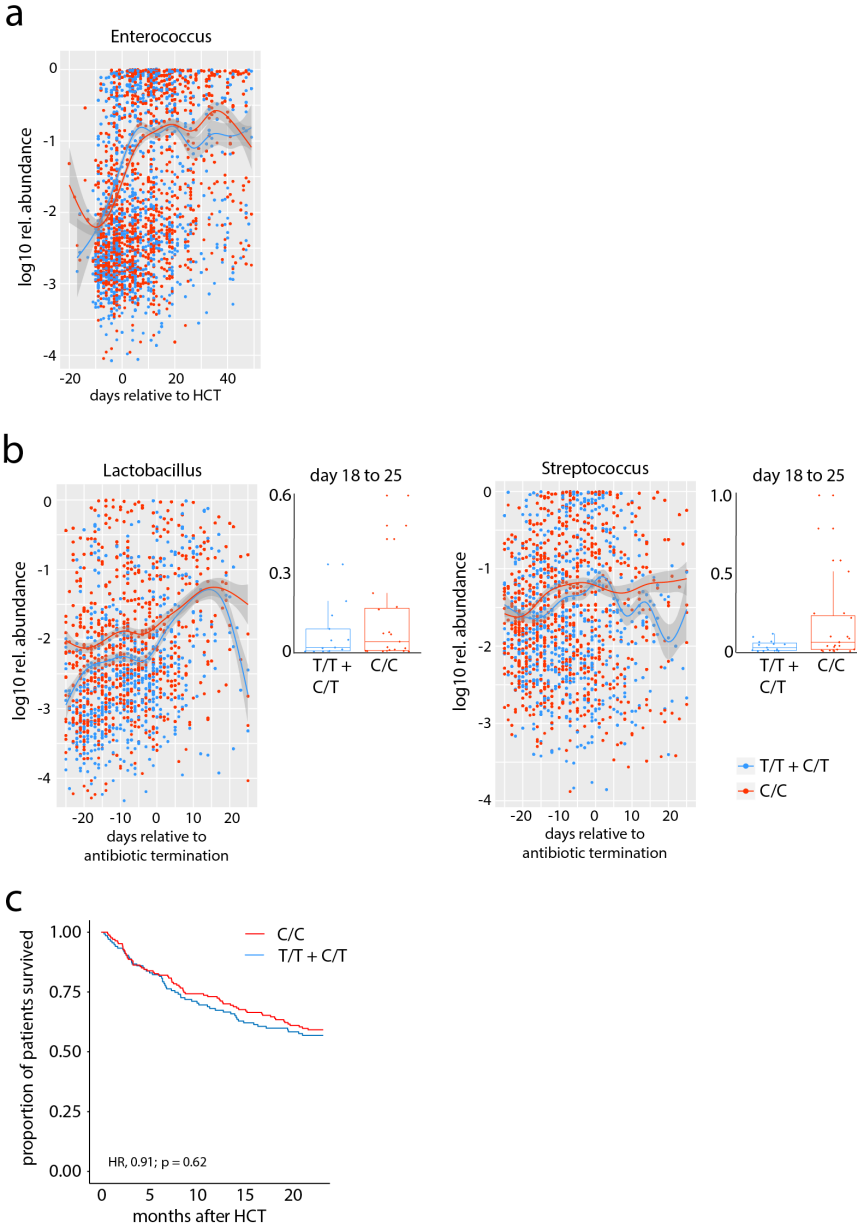 a
Enterococcus
0
-1
-2
-3
-4
log10 rel. abundance
-20 0 20 40
days relative to HCT
b
Lactobacillus
0
-1
-2
-3
-4
log10 rel. abundance
-20 -10 0 10 20
days relative to
antibiotic termination
day 18 to 25
0.6
0.3
0
T/T + C/C
C/T
Streptococcus
0
-1
-2
-3
-4
log10 rel. abundance
-20 -10 0 10 20
days relative to
antibiotic termination
day 18 to 25
1.0
0.5
0
T/T + C/C
C/T
T/T + C/T
C/C
c
1.00
0.75
0.50
0.25
0.00
proportion of patients survived
C/C
T/T + C/T
HR, 0.91; p = 0.62
0 5 10 15 20
months after HCT